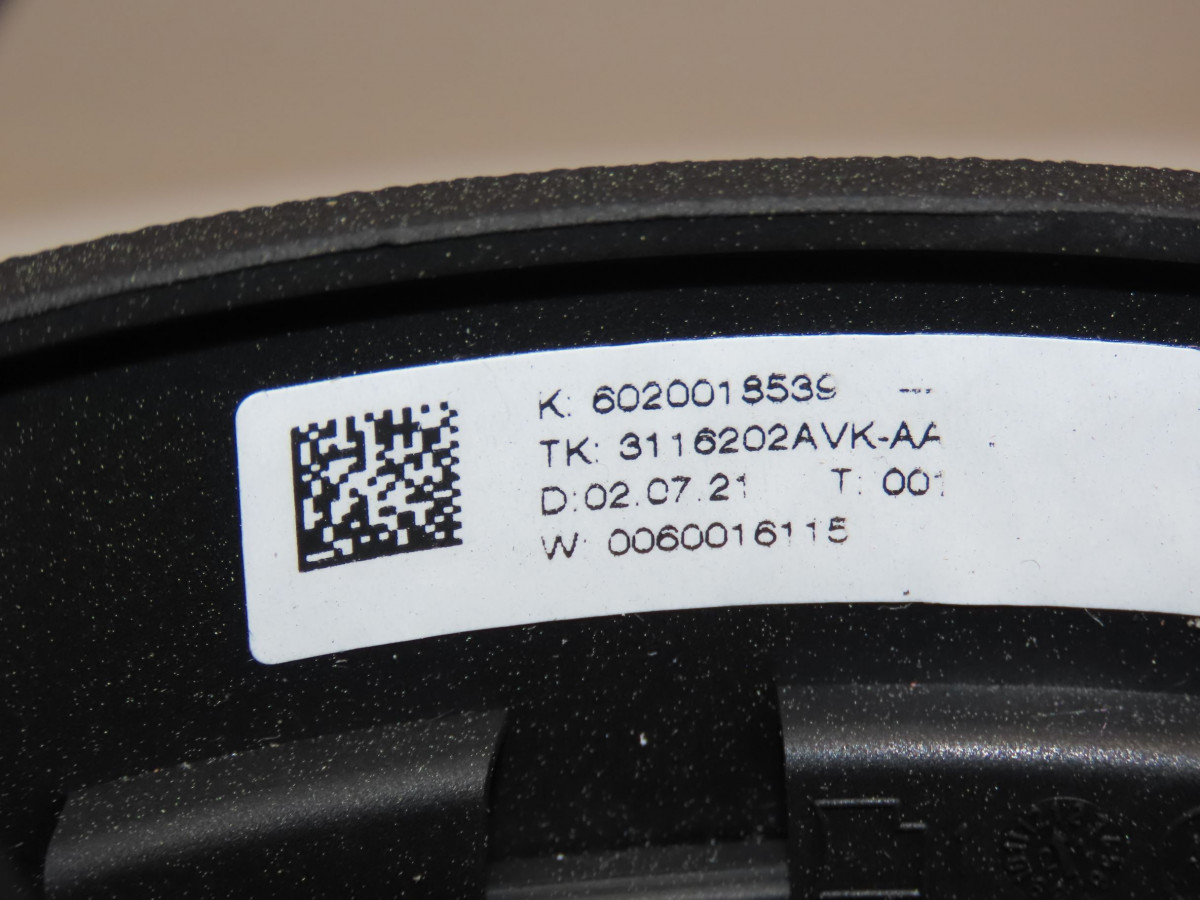 K: 6020018539 ---
TK: 3116202AVK-AA
D:02.07.21 T: 001
W: 0060016115